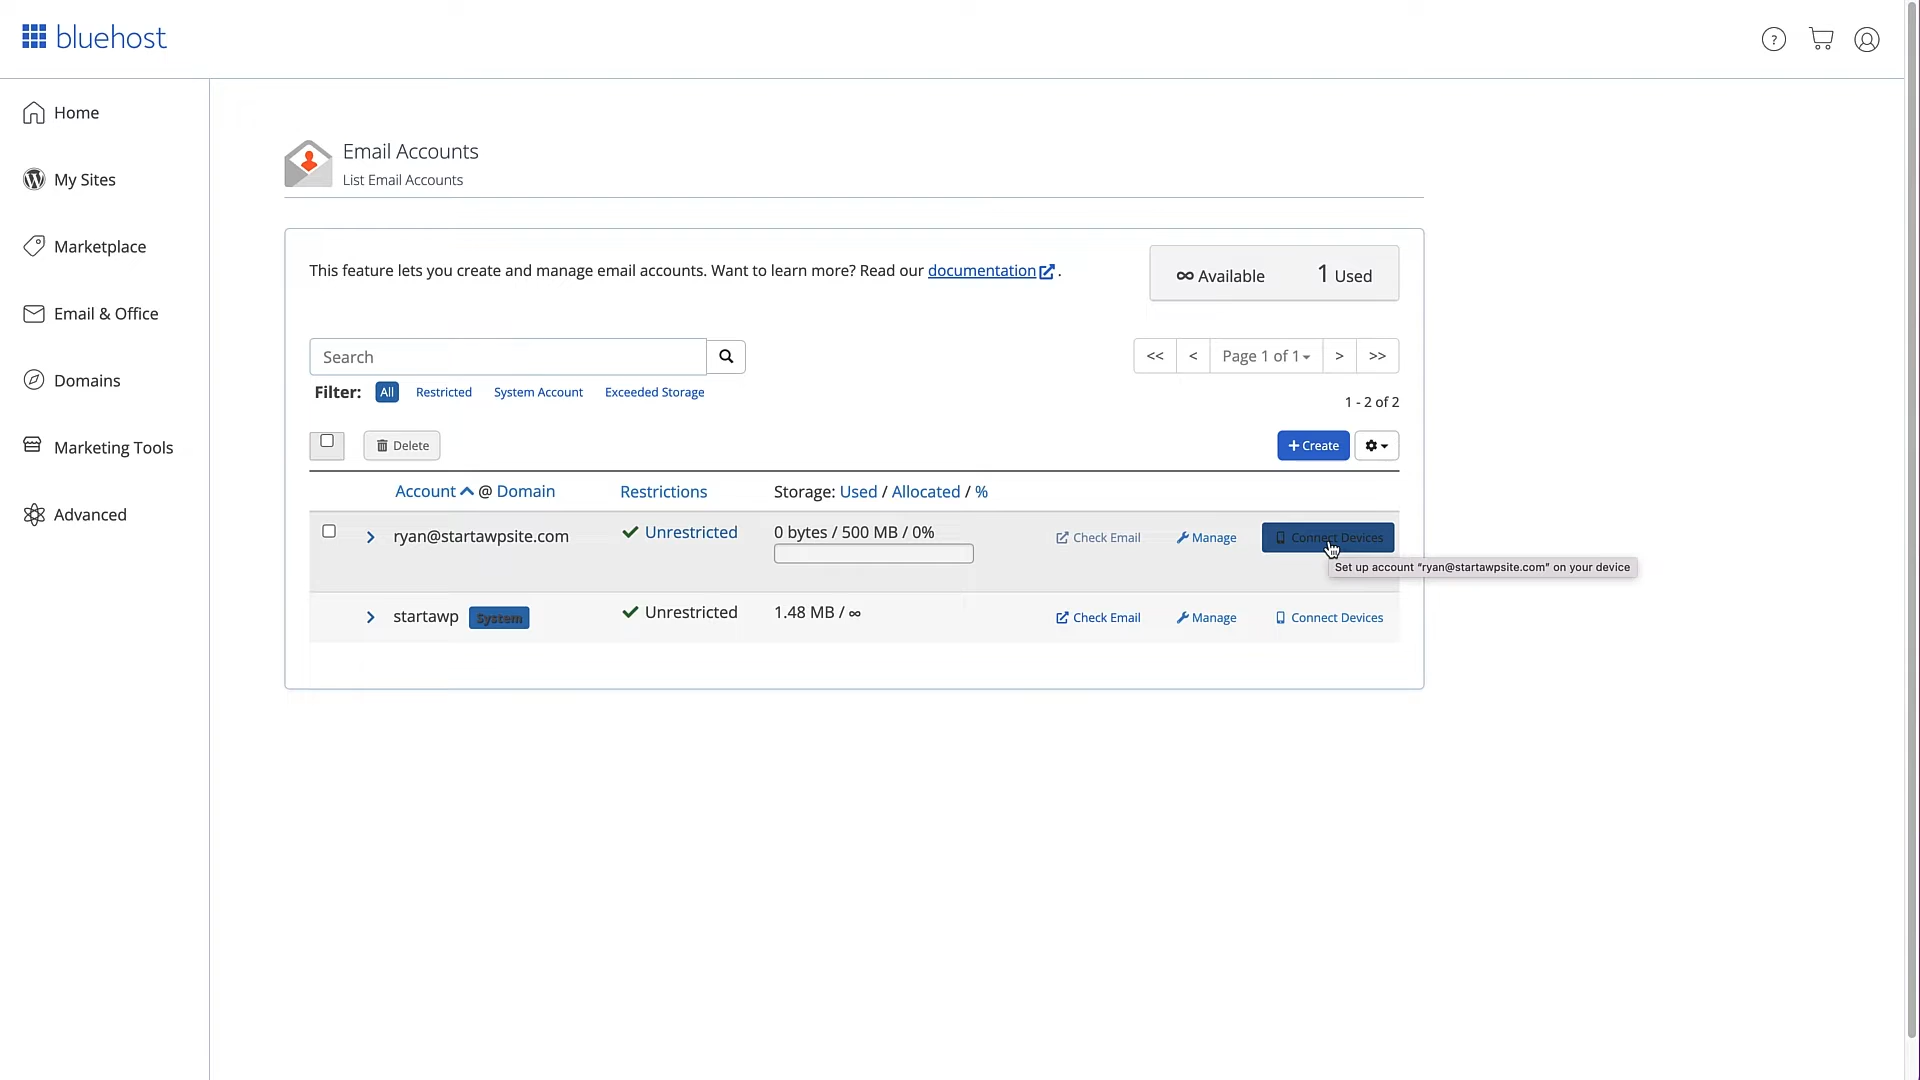 bluehost
?
Home
My Sites
Marketplace
Email & Office
Domains
Marketing Tools
Advanced
Email Accounts
List Email Accounts
This feature lets you create and manage email accounts. Want to learn more? Read our documentation .
∞ Available 1 Used
Search
<< < Page 1 of 1 > >>
Filter: All Restricted System Account Exceeded Storage
1 - 2 of 2
Delete
+ Create
Account @ Domain Restrictions Storage: Used / Allocated / %
ryan@startawpsite.com Unrestricted 0 bytes / 500 MB / 0% Check Email Manage Connect Devices
Set up account “ryan@startawpsite.com” on your device
startawp System Unrestricted 1.48 MB / ∞ Check Email Manage Connect Devices